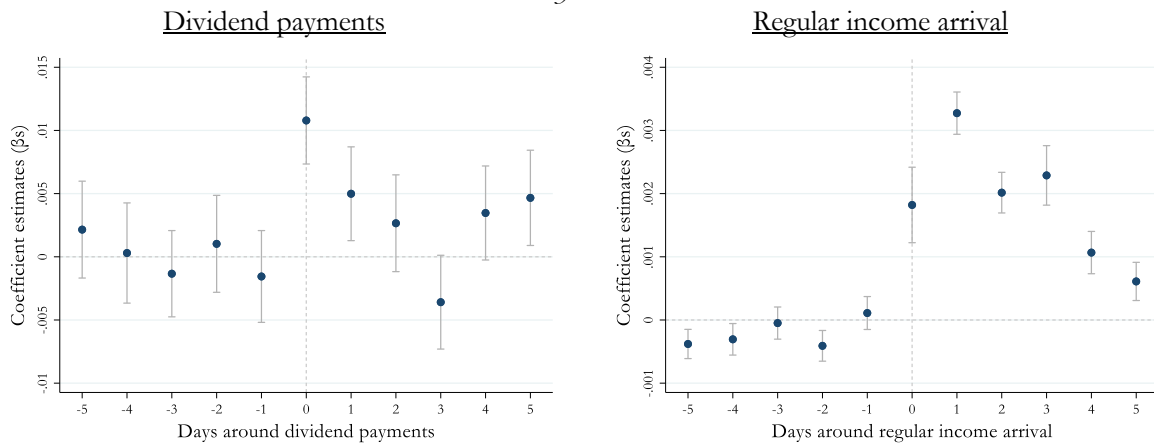 Dividend payments
Regular income arrival
Coefficient estimates (βs)
.015
.01
.005
0
-.005
-.01
-5 -4 -3 -2 -1 0 1 2 3 4 5
Days around dividend payments
Coefficient estimates (βs)
.004
.003
.002
.001
0
-.001
-5 -4 -3 -2 -1 0 1 2 3 4 5
Days around regular income arrival